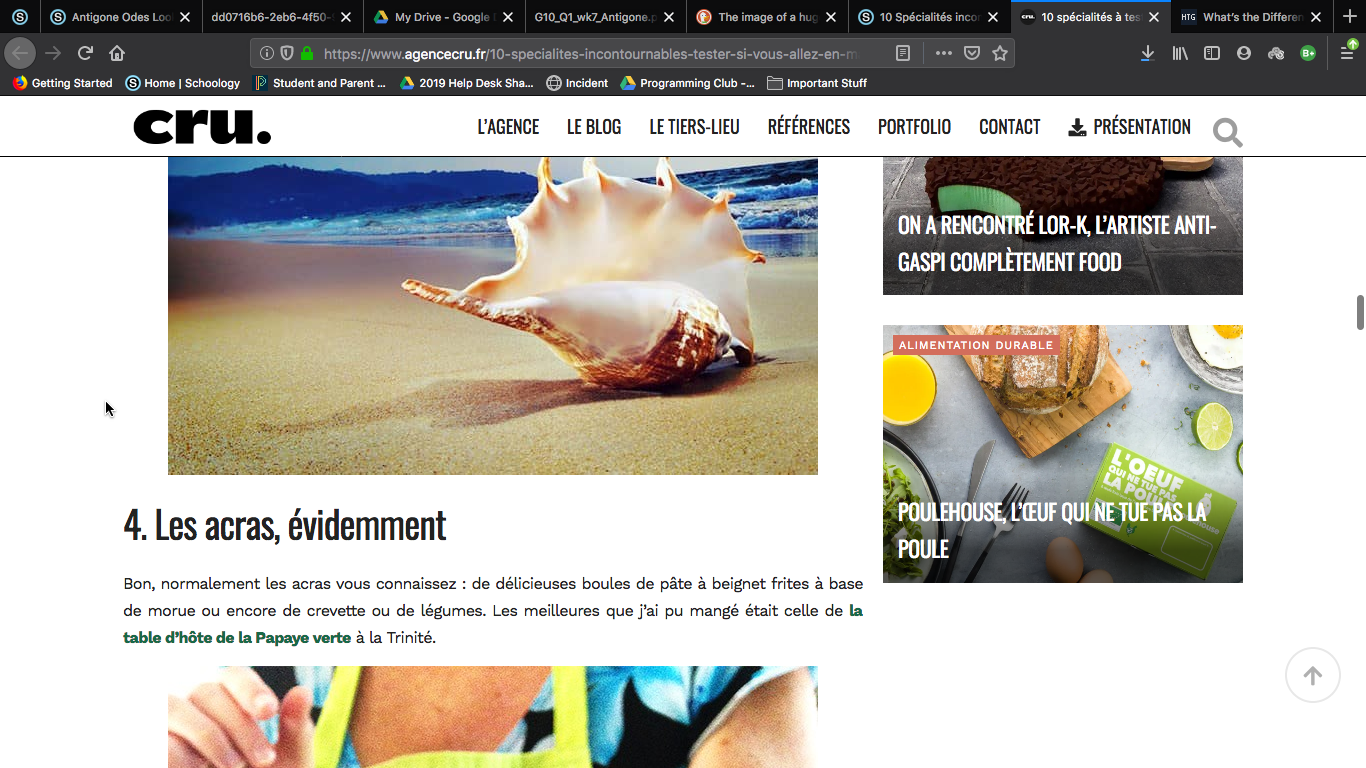 Antigone Odes Loo
dd0716b6-2eb6-4f50-
My Drive - Google
G10_Q1_wk7_Antigone.p
The image of a hug
10 Spécialités incon
cru. 10 spécialités à tes
HTG What's the Differen
https://www.agencecru.fr/10-specialites-incontournables-tester-si-vous-allez-en-m
Getting Started
Home | Schoology
Student and Parent ...
2019 Help Desk Sha...
Incident
Programming Club -...
Important Stuff
cru.
L'AGENCE
LE BLOG
LE TIERS-LIEU
RÉFÉRENCES
PORTFOLIO
CONTACT
PRÉSENTATION
4. Les acras, évidemment
Bon, normalement les acras vous connaissez : de délicieuses boules de pâte à beignet frites à base
de morue ou encore de crevette ou de légumes. Les meilleures que j'ai pu mangé était celle de la
table d'hôte de la Papaye verte à la Trinité.
ON A RENCONTRÉ LOR-K, L'ARTISTE ANTI-
GASPI COMPLÈTEMENT FOOD
ALIMENTATION DURABLE
L'OEUF
QUI NE TUE PAS
LA POULE
POULEHOUSE, L'ŒUF QUI NE TUE PAS LA
POULE